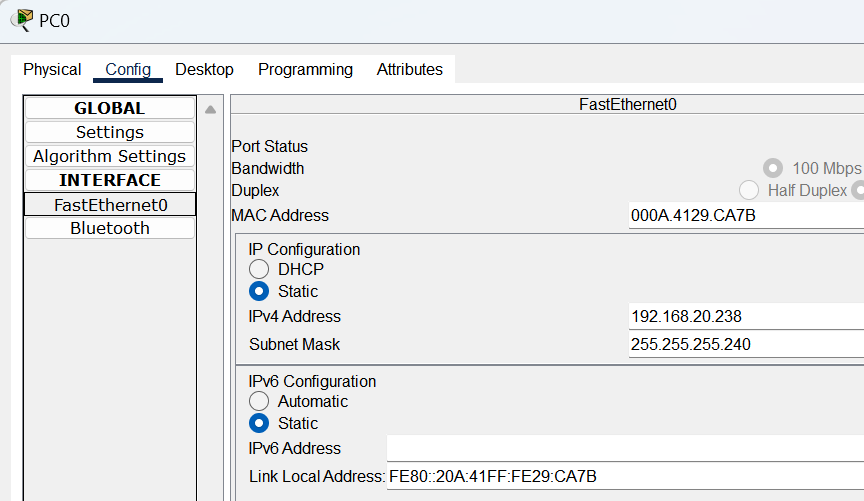 PC0
Physical Config Desktop Programming Attributes
GLOBAL
Settings
Algorithm Settings
INTERFACE
FastEthernet0
Bluetooth
FastEthernet0
Port Status
Bandwidth 100 Mbps
Duplex Half Duplex
MAC Address 000A.4129.CA7B
IP Configuration
DHCP
Static
IPv4 Address 192.168.20.238
Subnet Mask 255.255.255.240
IPv6 Configuration
Automatic
Static
IPv6 Address
Link Local Address: FE80::20A:41FF:FE29:CA7B